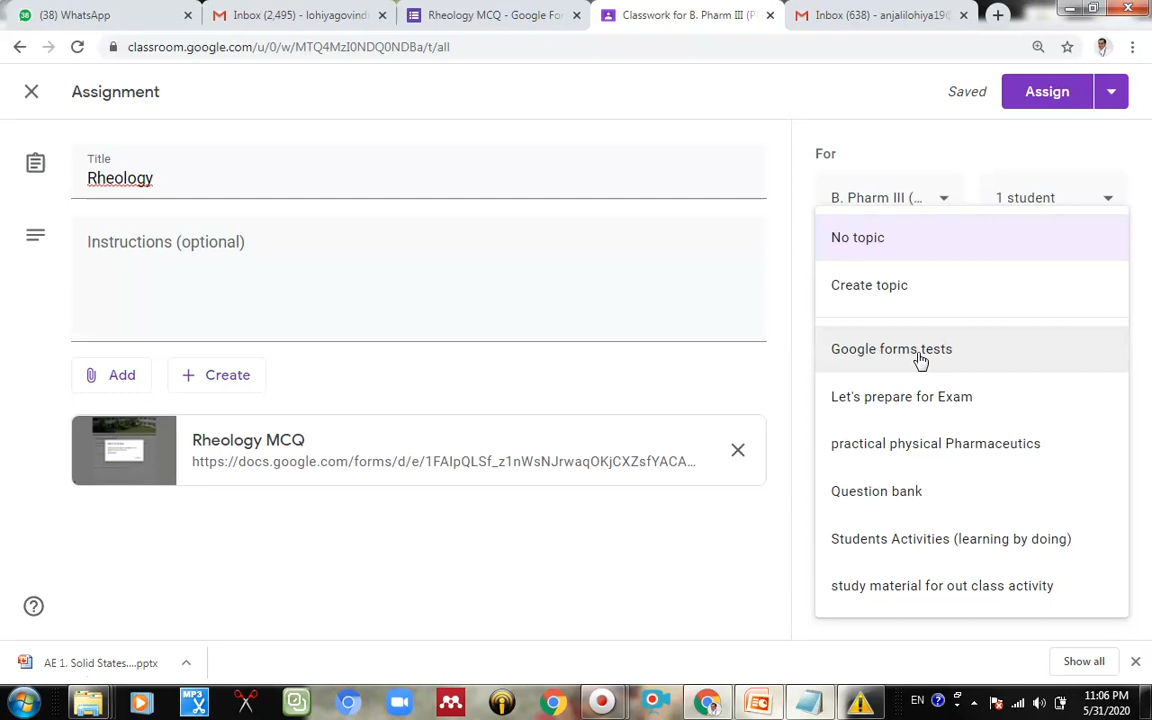 (38) WhatsApp
Inbox (2,495) - lohiyagovind
Rheology MCQ - Google Fo
Classwork for B. Pharm III (P
Inbox (638) - anjalilohiya19
classroom.google.com/u/0/w/MTQ4MzI0NDQ0NDBa/t/all
Assignment
Saved
Assign
Title
Rheology
Instructions (optional)
Add
Create
Rheology MCQ
https://docs.google.com/forms/d/e/1FAIpQLSf_z1nWsNJrwaqOKjCXZsfYACA...
For
B. Pharm III (...
1 student
No topic
Create topic
Google forms tests
Let's prepare for Exam
practical physical Pharmaceutics
Question bank
Students Activities (learning by doing)
study material for out class activity
AE 1. Solid States....pptx
Show all
MP3
EN
11:06 PM
5/31/2020